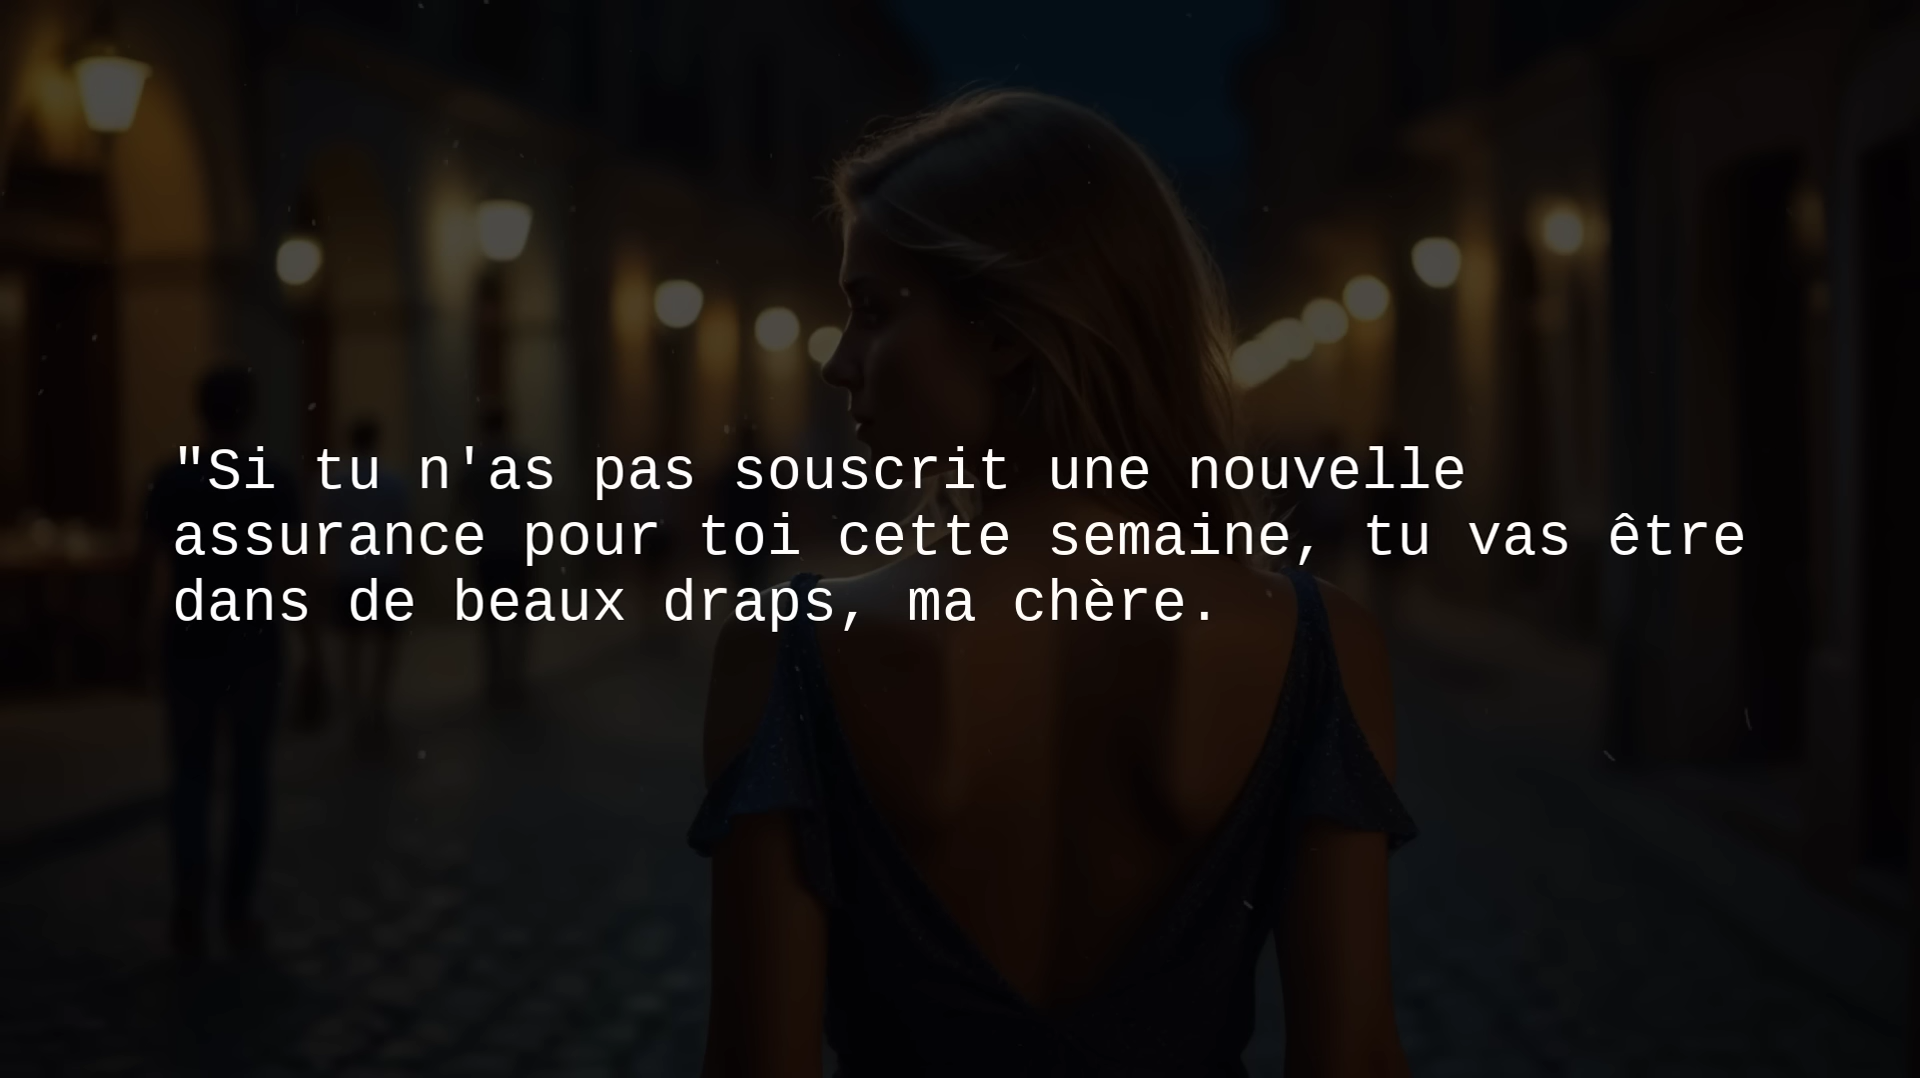 "Si tu n'as pas souscrit une nouvelle
assurance pour toi cette semaine, tu vas être
dans de beaux draps, ma chère.